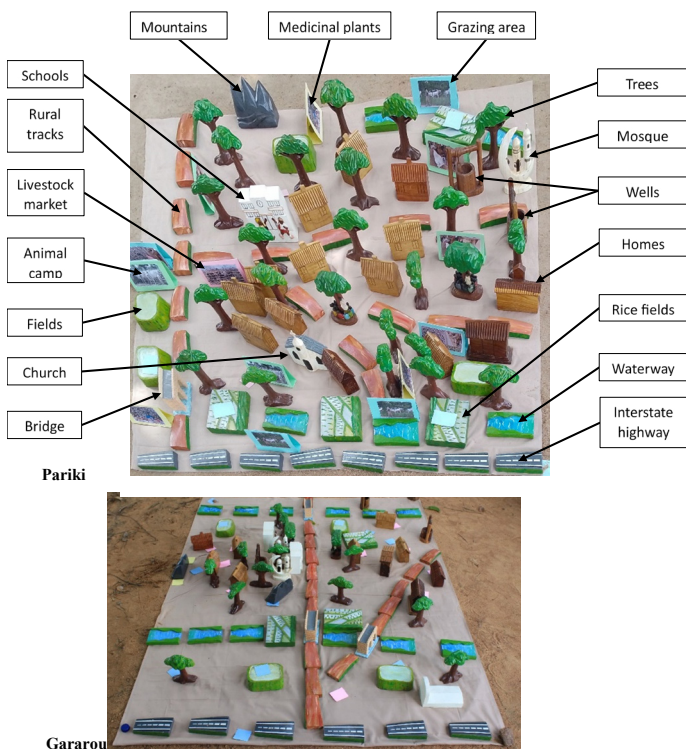 Mountains
Medicinal plants
Grazing area
Schools
Rural
tracks
Livestock
market
Animal
camp
Fields
Church
Bridge
Trees
Mosque
Wells
Homes
Rice fields
Waterway
Interstate
highway
Pariki
Gararou